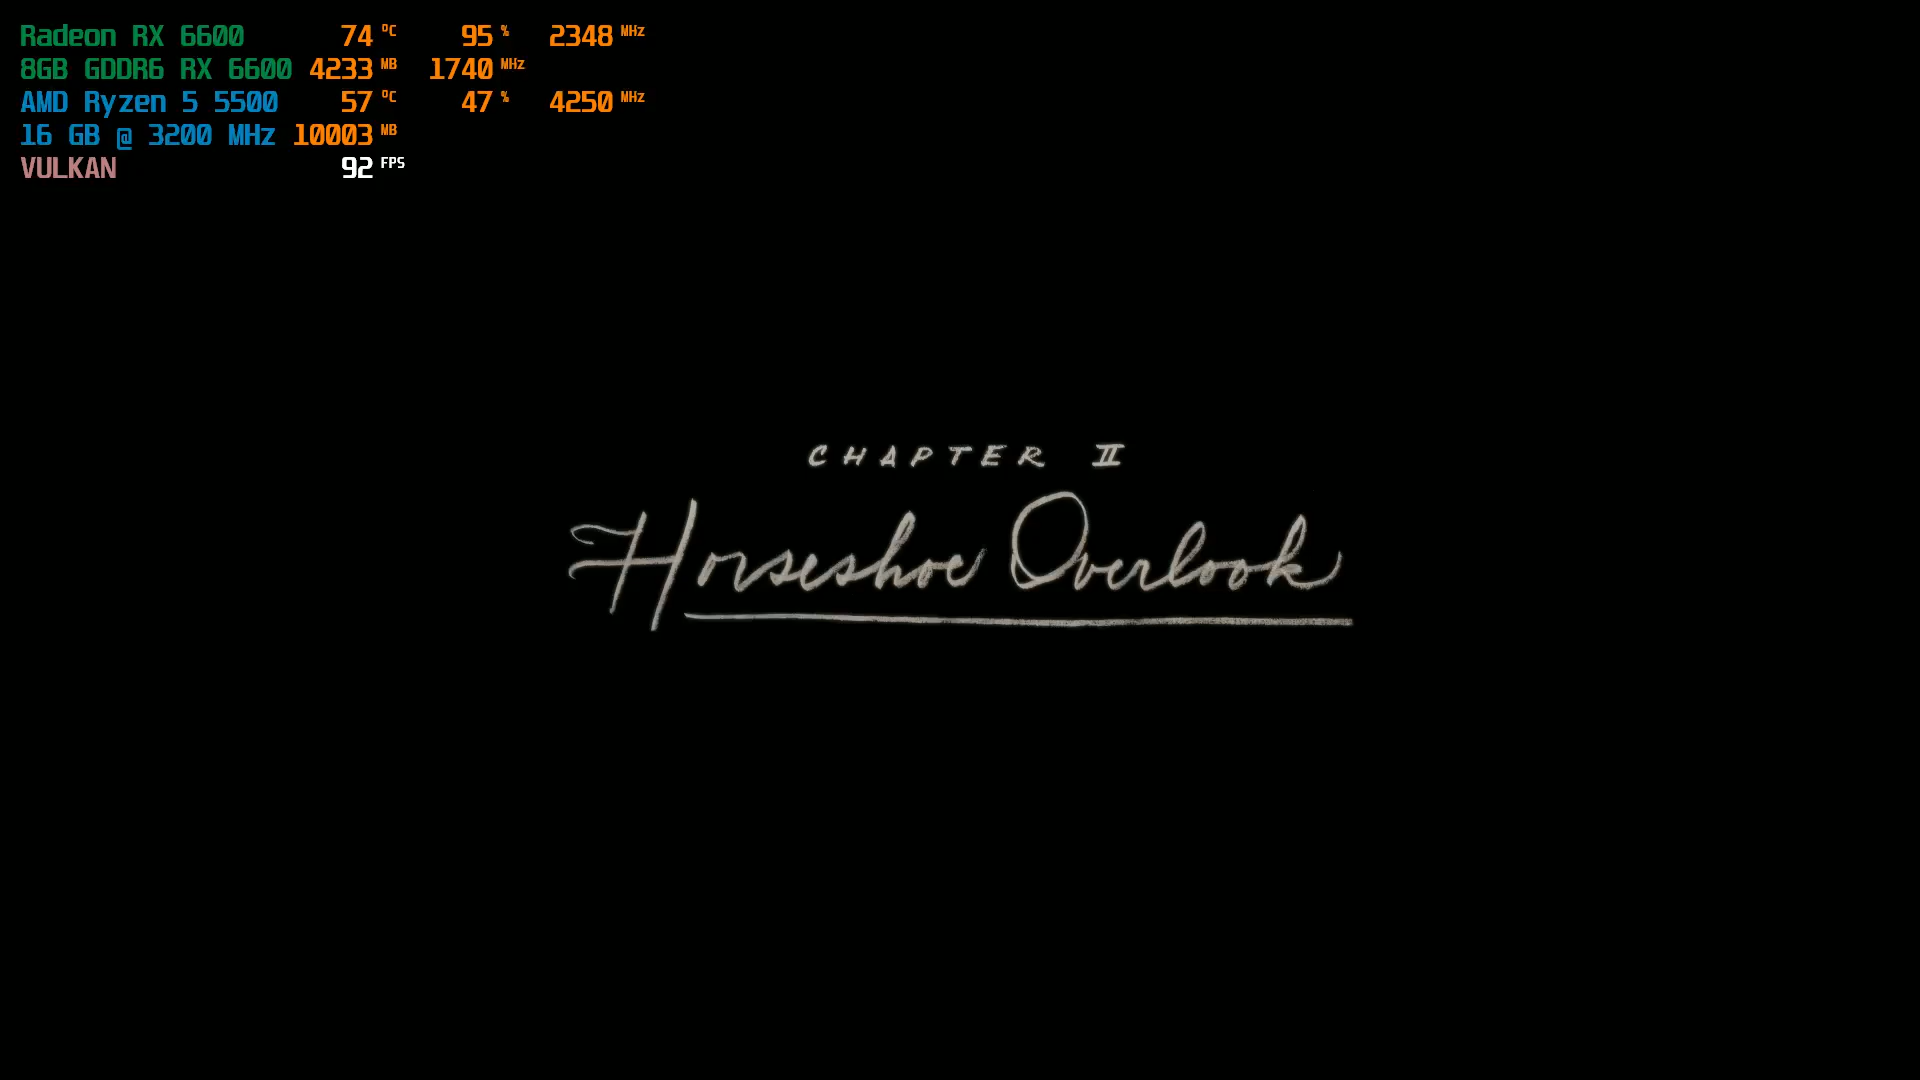 Radeon RX 6600 74 °C 95 % 2348 MHz
8GB GDDR6 RX 6600 4233 MB 1740 MHz
AMD Ryzen 5 5500 57 °C 47 % 4250 MHz
16 GB @ 3200 MHz 10003 MB
VULKAN 92 FPS
CHAPTER II
Horseshoe Overlook